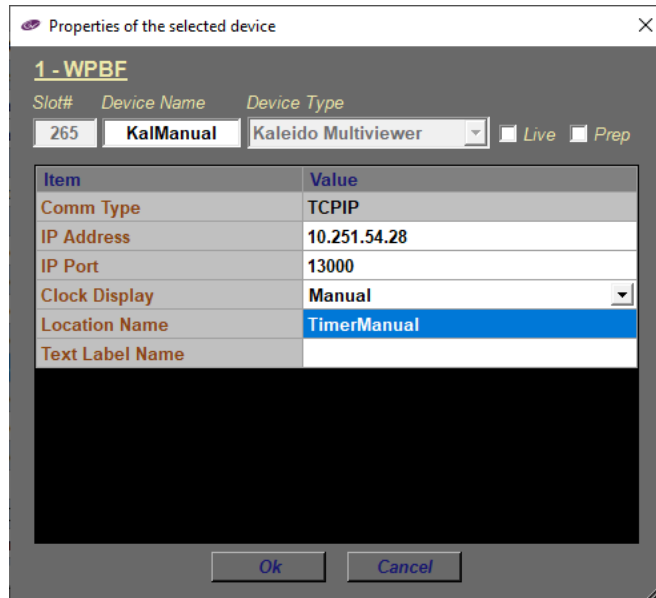 Properties of the selected device
1 - WPBF
Slot# Device Name Device Type
265 KalManual Kaleido Multiviewer Live Prep
Item Value
Comm Type TCPIP
IP Address 10.251.54.28
IP Port 13000
Clock Display Manual
Location Name TimerManual
Text Label Name
Ok Cancel